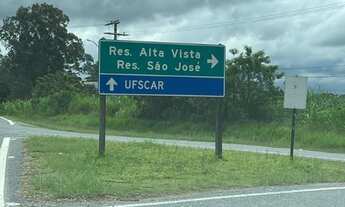 Res. Alta Vista
Res. São José
UFSCAR